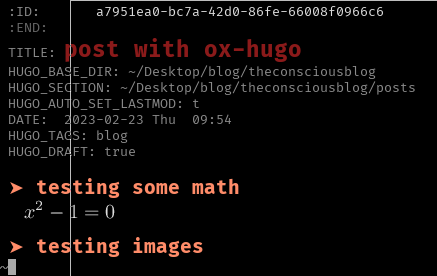 :ID: a7951ea0-bc7a-42d0-86fe-66008f0966c6
:END:
TITLE: post with ox-hugo
HUGO_BASE_DIR: ~/Desktop/blog/theconsciousblog
HUGO_SECTION: ~/Desktop/blog/theconsciousblog/posts
HUGO_AUTO_SET_LASTMOD: t
DATE: 2023-02-23 Thu 09:54
HUGO_TAGS: blog
HUGO_DRAFT: true
➤ testing some math
x² − 1 = 0
➤ testing images
~